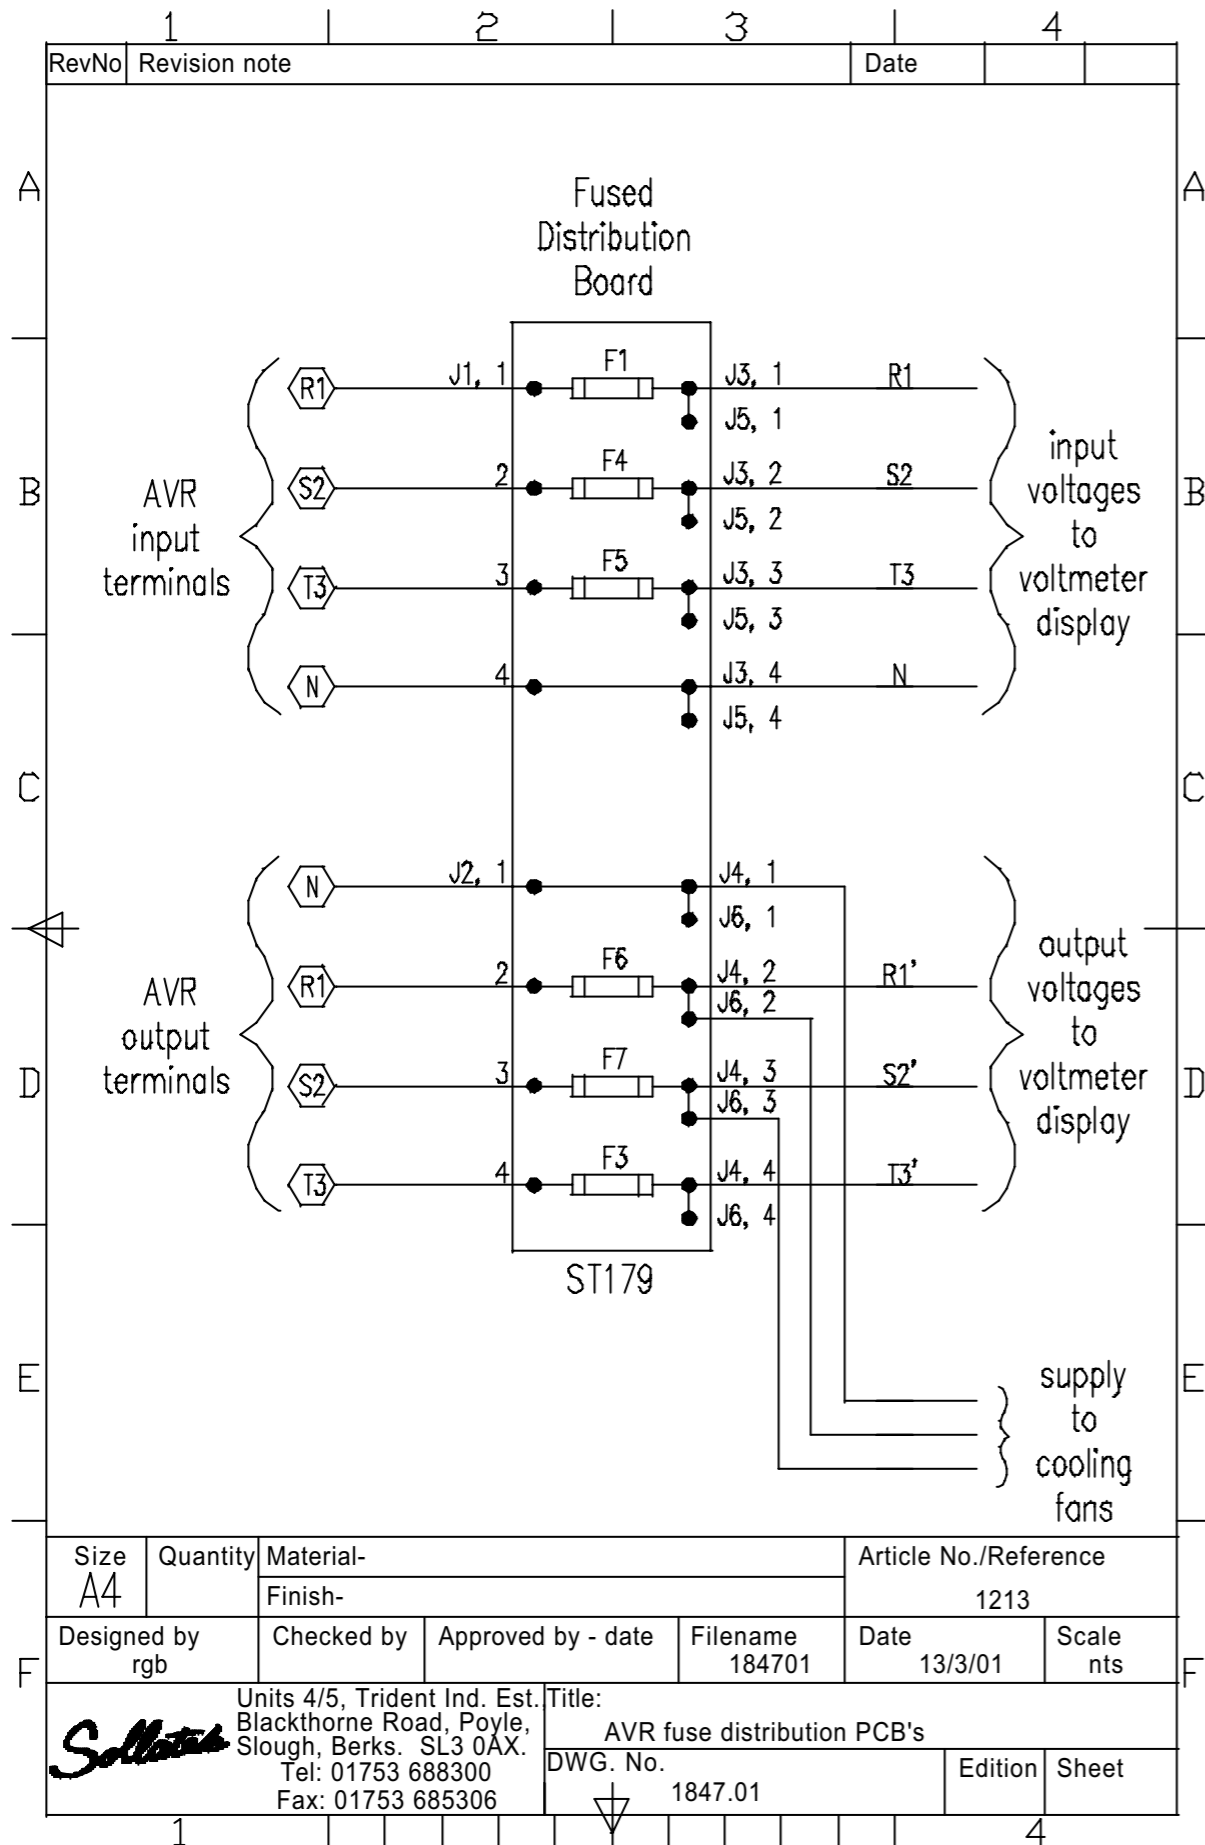 1 2 3 4
RevNo Revision note Date
A A
Fused
Distribution
Board
R1 J1, 1 F1 J3, 1 R1
J5, 1
S2 2 F4 J3, 2 S2
J5, 2
T3 3 F5 J3, 3 T3
J5, 3
N 4 J3, 4 N
J5, 4
B B
AVR
input
terminals
input
voltages
to
voltmeter
display
C C
N J2, 1 J4, 1
J6, 1
R1 2 F6 J4, 2 R1'
J6, 2
S2 3 F7 J4, 3 S2'
J6, 3
T3 4 F3 J4, 4 T3'
J6, 4
AVR
output
terminals
output
voltages
to
voltmeter
display
D D
ST179
E E
supply
to
cooling
fans
Size Quantity Material- Article No./Reference
A4 Finish- 1213
Designed by Checked by Approved by - date Filename Date Scale
rgb 184701 13/3/01 nts
F F
Sollatek
Units 4/5, Trident Ind. Est.
Blackthorne Road, Poyle,
Slough, Berks. SL3 0AX.
Tel: 01753 688300
Fax: 01753 685306
Title:
AVR fuse distribution PCB's
DWG. No. Edition Sheet
1847.01
1 4